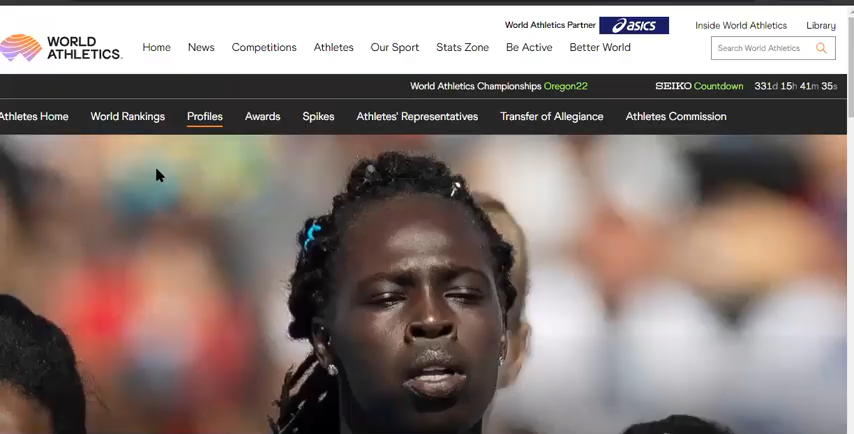 World Athletics Partner asics Inside World Athletics Library
WORLD
ATHLETICS.
Home News Competitions Athletes Our Sport Stats Zone Be Active Better World
Search World Athletics
World Athletics Championships Oregon22 SEIKO Countdown 331d 15h 41m 35s
Athletes Home World Rankings Profiles Awards Spikes Athletes' Representatives Transfer of Allegiance Athletes Commission